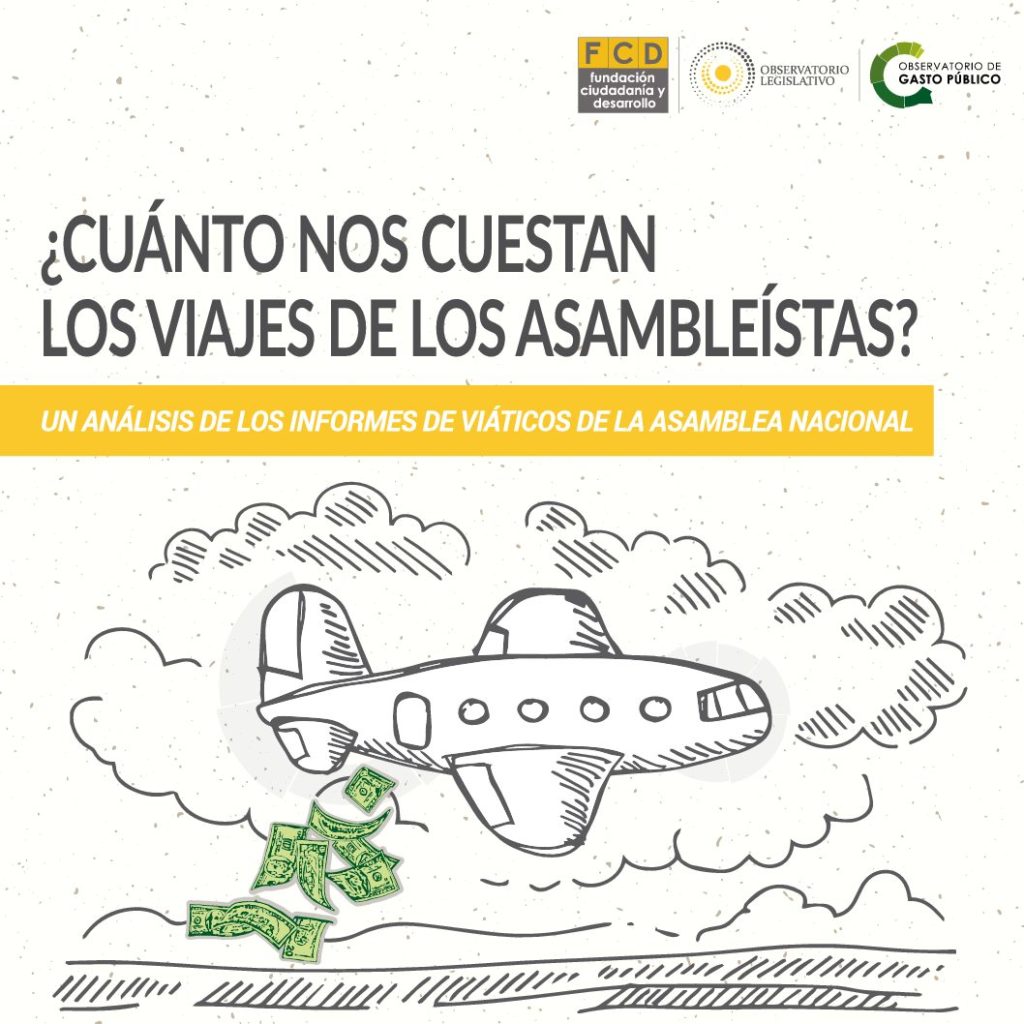 FCD
fundación
ciudadanía y
desarrollo
OBSERVATORIO
LEGISLATIVO
OBSERVATORIO DE
GASTO PÚBLICO
¿CUÁNTO NOS CUESTAN
LOS VIAJES DE LOS ASAMBLEÍSTAS?
UN ANÁLISIS DE LOS INFORMES DE VIÁTICOS DE LA ASAMBLEA NACIONAL